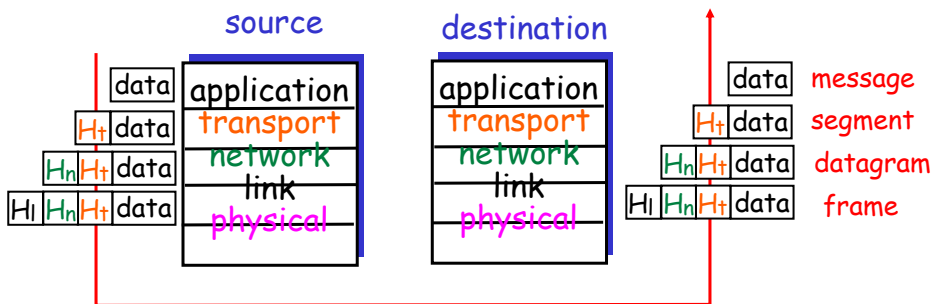 source destination
data application application data message
Ht data transport transport Ht data segment
Hn Ht data network network Hn Ht data datagram
Hl Hn Ht data link link Hl Hn Ht data frame
physical physical